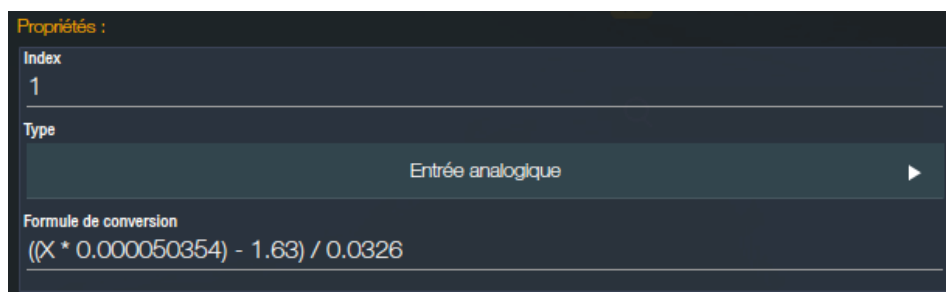 Propriétés :
Index
1
Type
Entrée analogique
Formule de conversion
((X * 0.000050354) - 1.63) / 0.0326